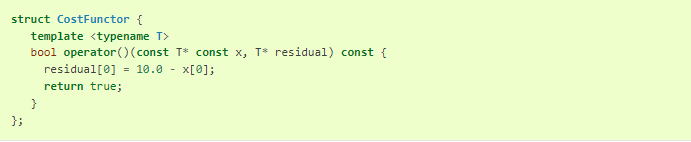 struct CostFunctor {
   template <typename T>
   bool operator()(const T* const x, T* residual) const {
     residual[0] = 10.0 - x[0];
     return true;
   }
};